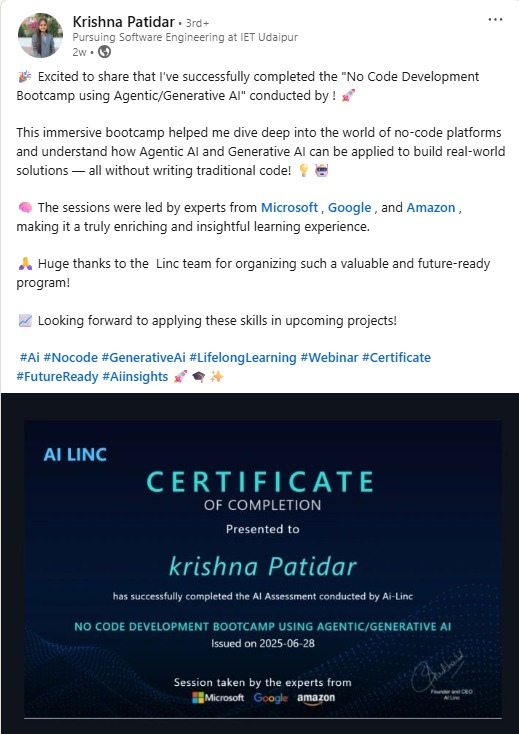 Krishna Patidar • 3rd+
Pursuing Software Engineering at IET Udaipur
2w •
🎉 Excited to share that I've successfully completed the "No Code Development
Bootcamp using Agentic/Generative AI" conducted by ! 🚀
This immersive bootcamp helped me dive deep into the world of no-code platforms
and understand how Agentic AI and Generative AI can be applied to build real-world
solutions — all without writing traditional code! 💡 🤖
🧠 The sessions were led by experts from Microsoft , Google , and Amazon ,
making it a truly enriching and insightful learning experience.
🙏 Huge thanks to the Linc team for organizing such a valuable and future-ready
program!
📈 Looking forward to applying these skills in upcoming projects!
#Ai #Nocode #GenerativeAi #LifelongLearning #Webinar #Certificate
#FutureReady #Aiinsights 🚀 🎓 ✨
AI LINC
CERTIFICATE
OF COMPLETION
Presented to
krishna Patidar
has successfully completed the AI Assessment conducted by Ai-Linc
NO CODE DEVELOPMENT BOOTCAMP USING AGENTIC/GENERATIVE AI
Issued on 2025-06-28
Session taken by the experts from
Microsoft Google amazon
Founder and CEO
AI Linc